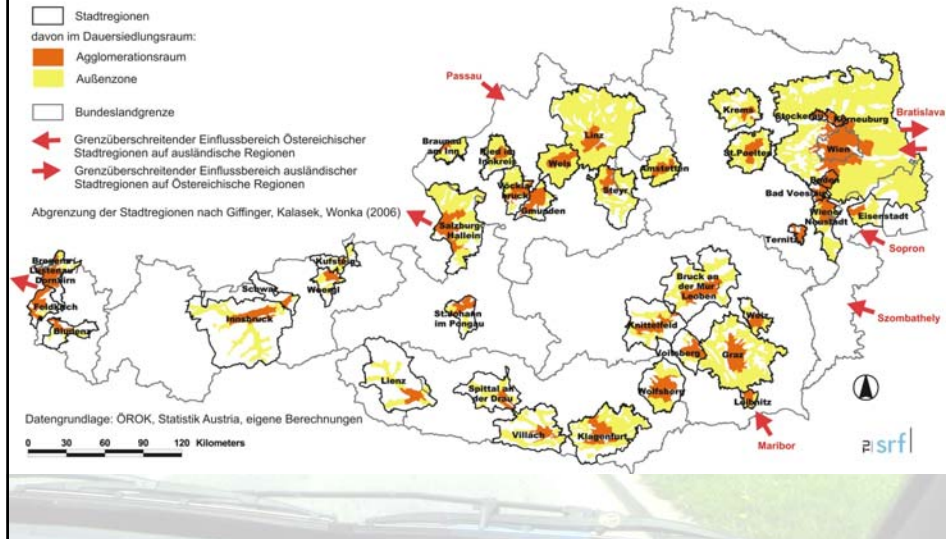 Stadtregionen
davon im Dauersiedlungsraum:
Agglomerationsraum
Außenzone
Bundeslandgrenze
Grenzüberschreitender Einflussbereich Österreichischer
Stadtregionen auf ausländische Regionen
Grenzüberschreitender Einflussbereich ausländischer
Stadtregionen auf Österreichische Regionen
Abgrenzung der Stadtregionen nach Giffinger, Kalasek, Wonka (2006)
Passau
Braunau
am Inn
Ried im
Innkreis
Linz
Wels
Vöckla
bruck
Gmunden
Steyr
Amstetten
Krems
St.Poelten
Stockerau
Korneuburg
Wien
Bratislava
Baden
Bad Voeslau
Wiener
Neustadt
Eisenstadt
Ternitz
Sopron
Salzburg
Hallein
Bregenz
Lustenau
Dornbirn
Feldkirch
Bludenz
Kufstein
Woergl
Schwaz
Innsbruck
St.Johann
im Pongau
Bruck an
der Mur
Leoben
Knittelfeld
Weiz
Voitsberg
Graz
Szombathely
Lienz
Spittal an
der Drau
Wolfsberg
Leibnitz
Villach
Klagenfurt
Maribor
Datengrundlage: ÖROK, Statistik Austria, eigene Berechnungen
0 30 60 90 120 Kilometers
TU srf